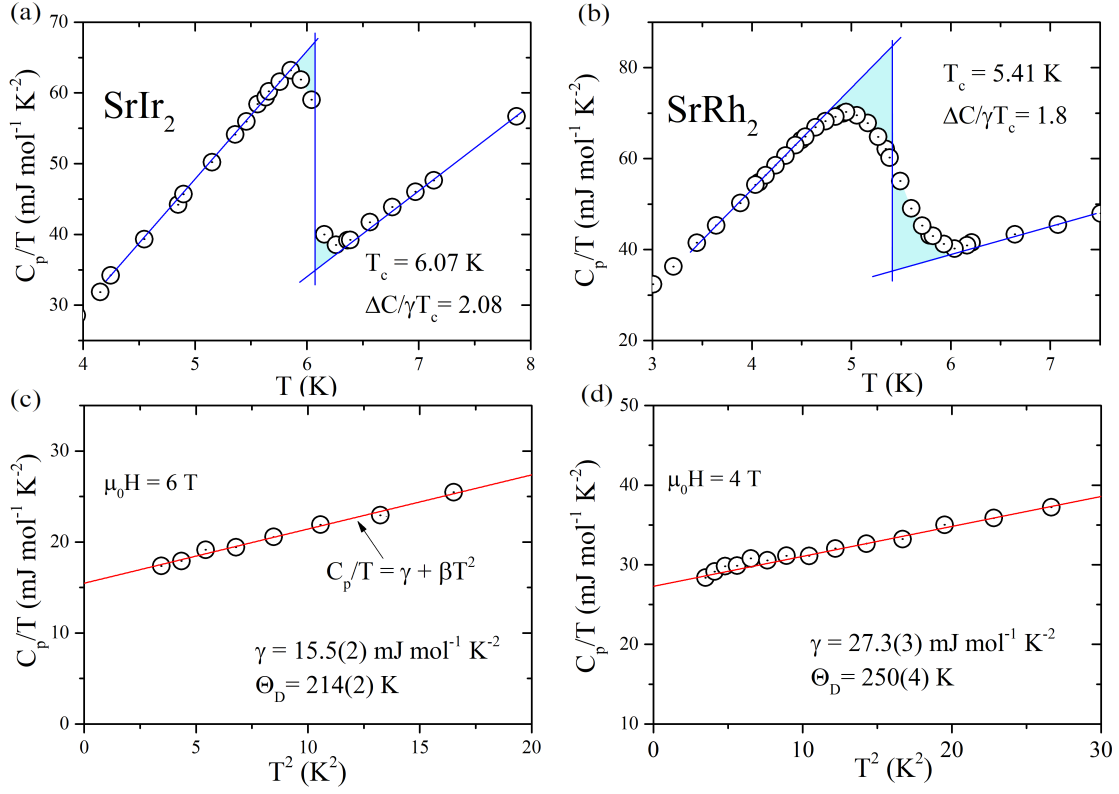 (a)
70
60
50
40
30
4
5
6
7
8
C_p/T (mJ mol^-1 K^-2)
T (K)
SrIr_2
T_c = 6.07 K
ΔC/γT_c = 2.08
(b)
80
60
40
20
3
4
5
6
7
C_p/T (mJ mol^-1 K^-2)
T (K)
SrRh_2
T_c = 5.41 K
ΔC/γT_c = 1.8
(c)
30
20
10
0
0
5
10
15
20
C_p/T (mJ mol^-1 K^-2)
T^2 (K^2)
μ_0H = 6 T
C_p/T = γ + βT^2
γ = 15.5(2) mJ mol^-1 K^-2
Θ_D = 214(2) K
(d)
50
40
30
20
10
0
10
20
30
C_p/T (mJ mol^-1 K^-2)
T^2 (K^2)
μ_0H = 4 T
γ = 27.3(3) mJ mol^-1 K^-2
Θ_D = 250(4) K